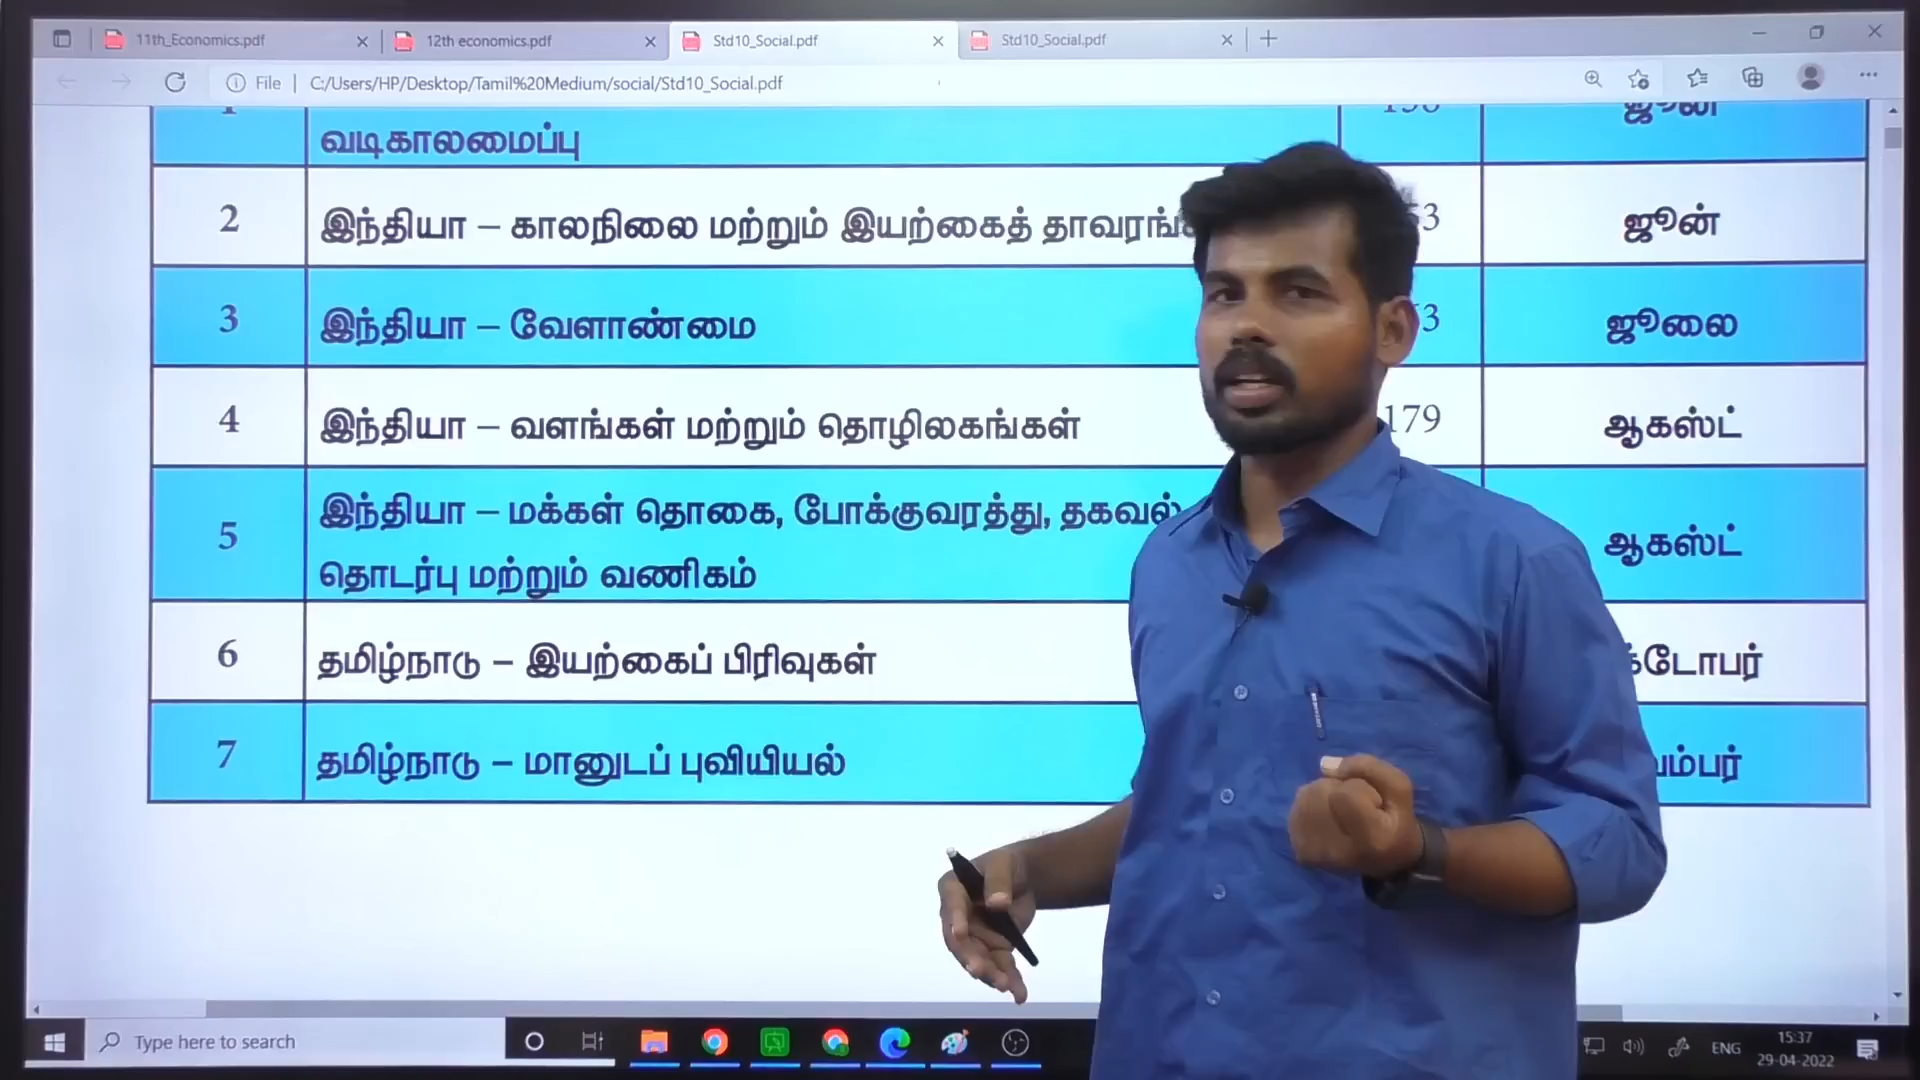 11th_Economics.pdf
12th economics.pdf
Std10_Social.pdf
Std10_Social.pdf
File | C:/Users/HP/Desktop/Tamil%20Medium/social/Std10_Social.pdf
வடிகாலமைப்பு ஜூன்
2 இந்தியா – காலநிலை மற்றும் இயற்கைத் ஜூன்
3 இந்தியா – வேளாண்மை ஜூலை
4 இந்தியா – வளங்கள் மற்றும் தொழிலகங்கள் 179 ஆகஸ்ட்
5 இந்தியா – மக்கள் தொகை, போக்குவரத்து, தகவல்
தொடர்பு மற்றும் வணிகம் ஆகஸ்ட்
6 தமிழ்நாடு – இயற்கைப் பிரிவுகள்
7 தமிழ்நாடு – மானுடப் புவியியல்
Type here to search
ENG
15:37
29-04-2022